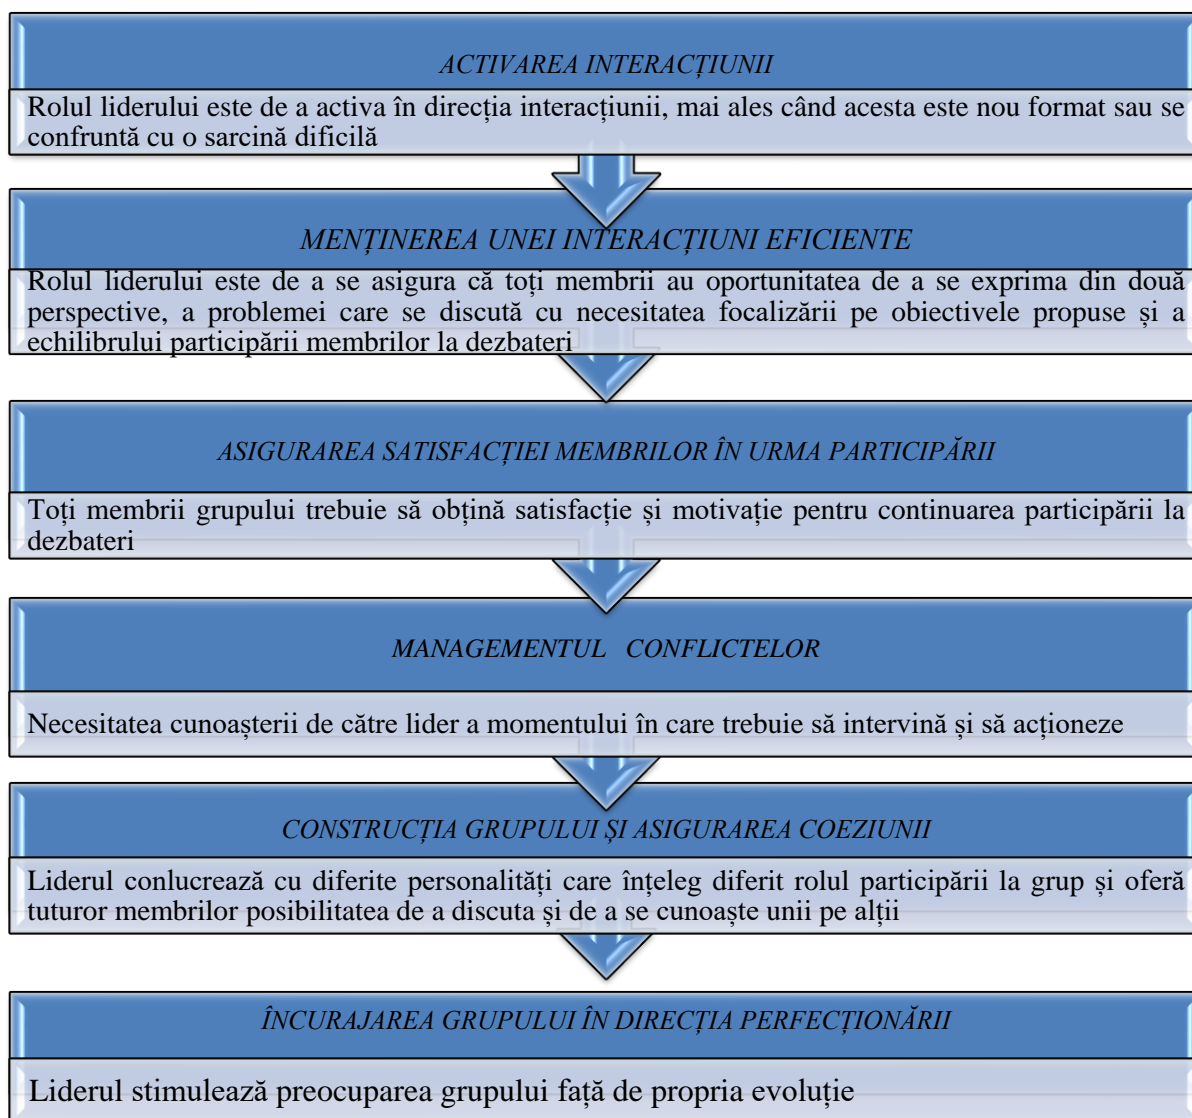 ACTIVAREA INTERACȚIUNII
Rolul liderului este de a activa în direcția interacțiunii, mai ales când acesta este nou format sau se
confruntă cu o sarcină dificilă
MENȚINEREA UNEI INTERACȚIUNI EFICIENTE
Rolul liderului este de a se asigura că toți membrii au oportunitatea de a se exprima din două
perspective, a problemei care se discută cu necesitatea focalizării pe obiectivele propuse și a
echilibrului participării membrilor la dezbateri
ASIGURAREA SATISFACȚIEI MEMBRILOR ÎN URMA PARTICIPĂRII
Toți membrii grupului trebuie să obțină satisfacție și motivație pentru continuarea participării la
dezbateri
MANAGEMENTUL CONFLICTELOR
Necesitatea cunoașterii de către lider a momentului în care trebuie să intervină și să acționeze
CONSTRUCȚIA GRUPULUI ȘI ASIGURAREA COEZIUNII
Liderul conlucrează cu diferite personalități care înțeleg diferit rolul participării la grup și oferă
tuturor membrilor posibilitatea de a discuta și de a se cunoaște unii pe alții
ÎNCURAJAREA GRUPULUI ÎN DIRECȚIA PERFECȚIONĂRII
Liderul stimulează preocuparea grupului față de propria evoluție